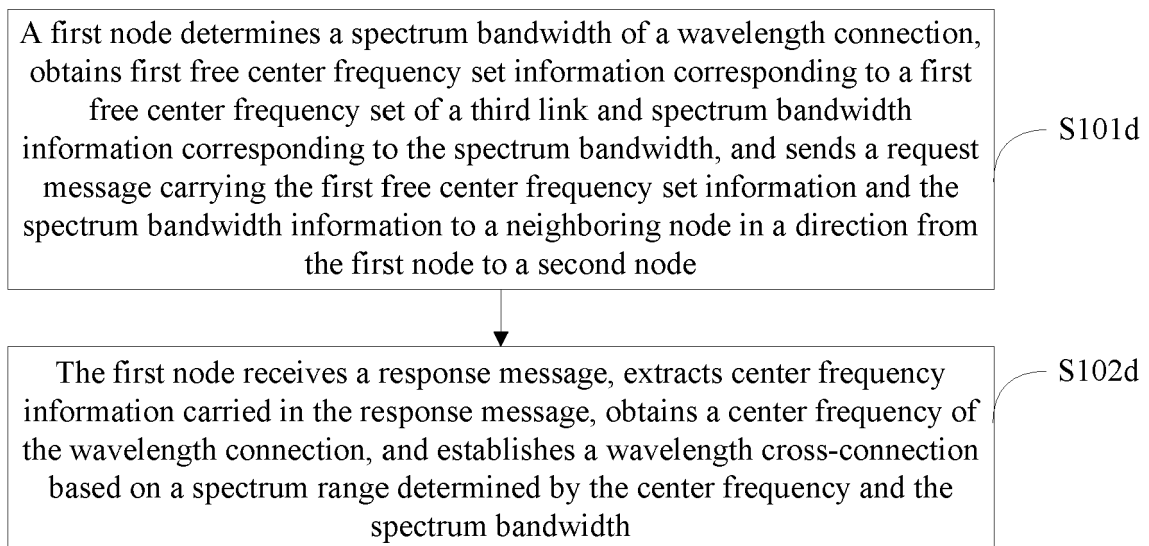 A first node determines a spectrum bandwidth of a wavelength connection,
obtains first free center frequency set information corresponding to a first
free center frequency set of a third link and spectrum bandwidth
information corresponding to the spectrum bandwidth, and sends a request
message carrying the first free center frequency set information and the
spectrum bandwidth information to a neighboring node in a direction from
the first node to a second node
S101d
The first node receives a response message, extracts center frequency
information carried in the response message, obtains a center frequency of
the wavelength connection, and establishes a wavelength cross-connection
based on a spectrum range determined by the center frequency and the
spectrum bandwidth
S102d